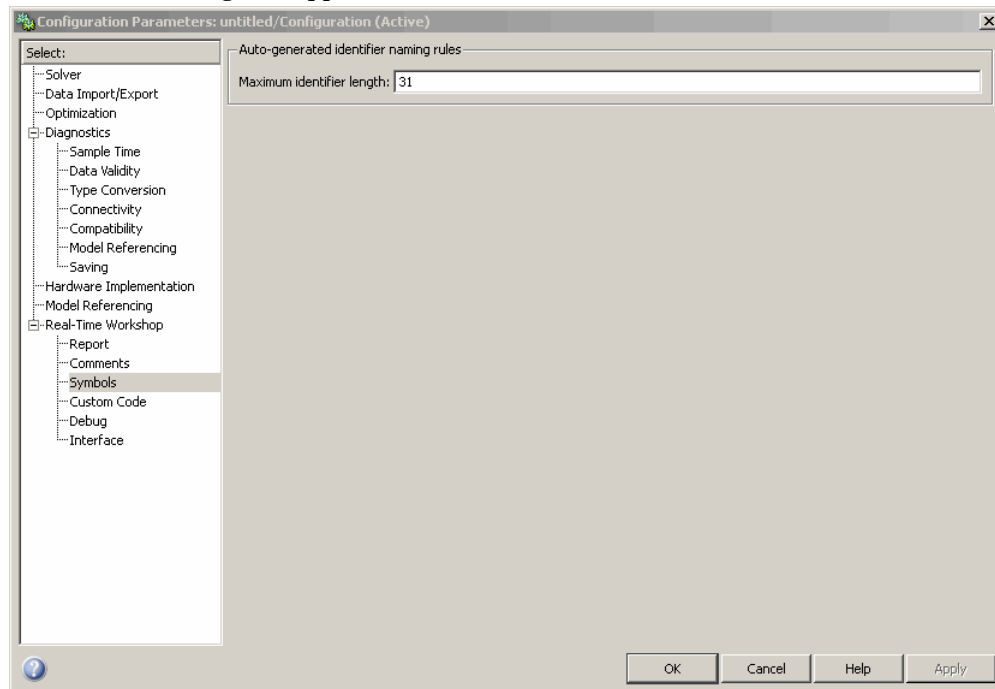 Configuration Parameters: untitled/Configuration (Active)
Select:
Solver
Data Import/Export
Optimization
Diagnostics
Sample Time
Data Validity
Type Conversion
Connectivity
Compatibility
Model Referencing
Saving
Hardware Implementation
Model Referencing
Real-Time Workshop
Report
Comments
Symbols
Custom Code
Debug
Interface
Auto-generated identifier naming rules
Maximum identifier length: 31
OK Cancel Help Apply